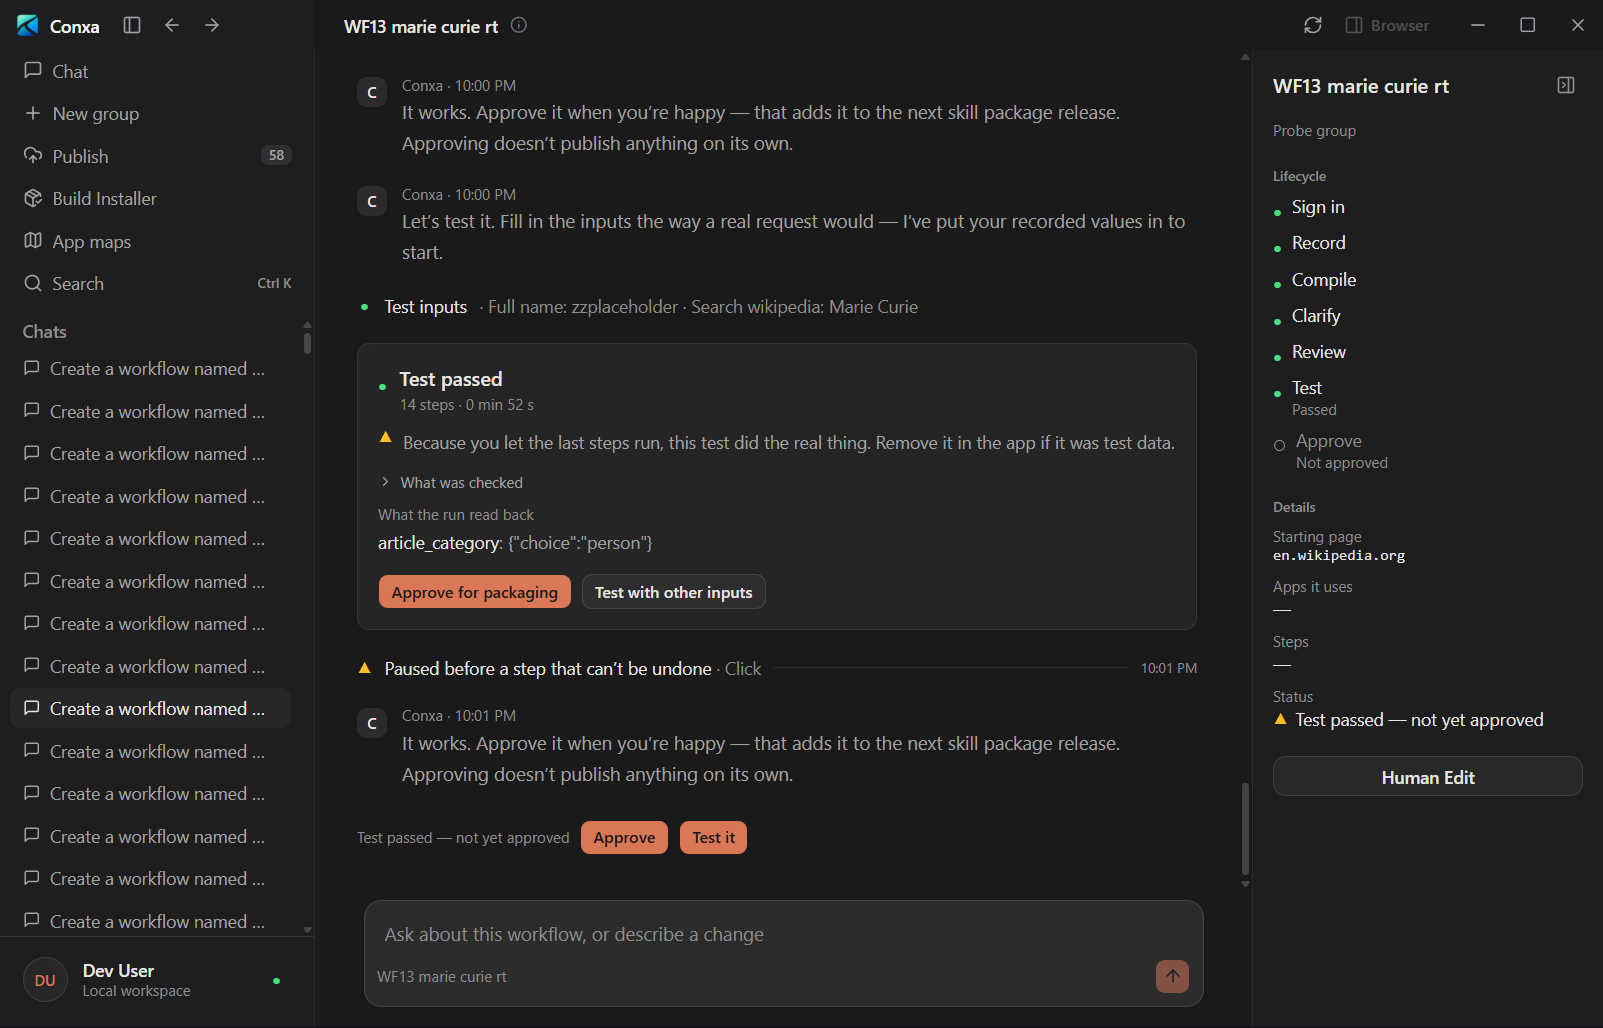 Conxa
Chat
New group
Publish 58
Build Installer
App maps
Search Ctrl K
Chats
Create a workflow named ...
Create a workflow named ...
Create a workflow named ...
Create a workflow named ...
Create a workflow named ...
Create a workflow named ...
Create a workflow named ...
Create a workflow named ...
Create a workflow named ...
Create a workflow named ...
Create a workflow named ...
Create a workflow named ...
Create a workflow named ...
Create a workflow named ...
DU
Dev User
Local workspace
WF13 marie curie rt
Browser
C
Conxa · 10:00 PM
It works. Approve it when you’re happy — that adds it to the next skill package release.
Approving doesn’t publish anything on its own.
C
Conxa · 10:00 PM
Let’s test it. Fill in the inputs the way a real request would — I’ve put your recorded values in to
start.
Test inputs · Full name: zzplaceholder · Search wikipedia: Marie Curie
Test passed
14 steps · 0 min 52 s
Because you let the last steps run, this test did the real thing. Remove it in the app if it was test data.
What was checked
What the run read back
article_category: {"choice":"person"}
Approve for packaging
Test with other inputs
Paused before a step that can’t be undone · Click 10:01 PM
C
Conxa · 10:01 PM
It works. Approve it when you’re happy — that adds it to the next skill package release.
Approving doesn’t publish anything on its own.
Test passed — not yet approved Approve Test it
Ask about this workflow, or describe a change
WF13 marie curie rt
WF13 marie curie rt
Probe group
Lifecycle
Sign in
Record
Compile
Clarify
Review
Test
Passed
Approve
Not approved
Details
Starting page
en.wikipedia.org
Apps it uses
—
Steps
—
Status
Test passed — not yet approved
Human Edit